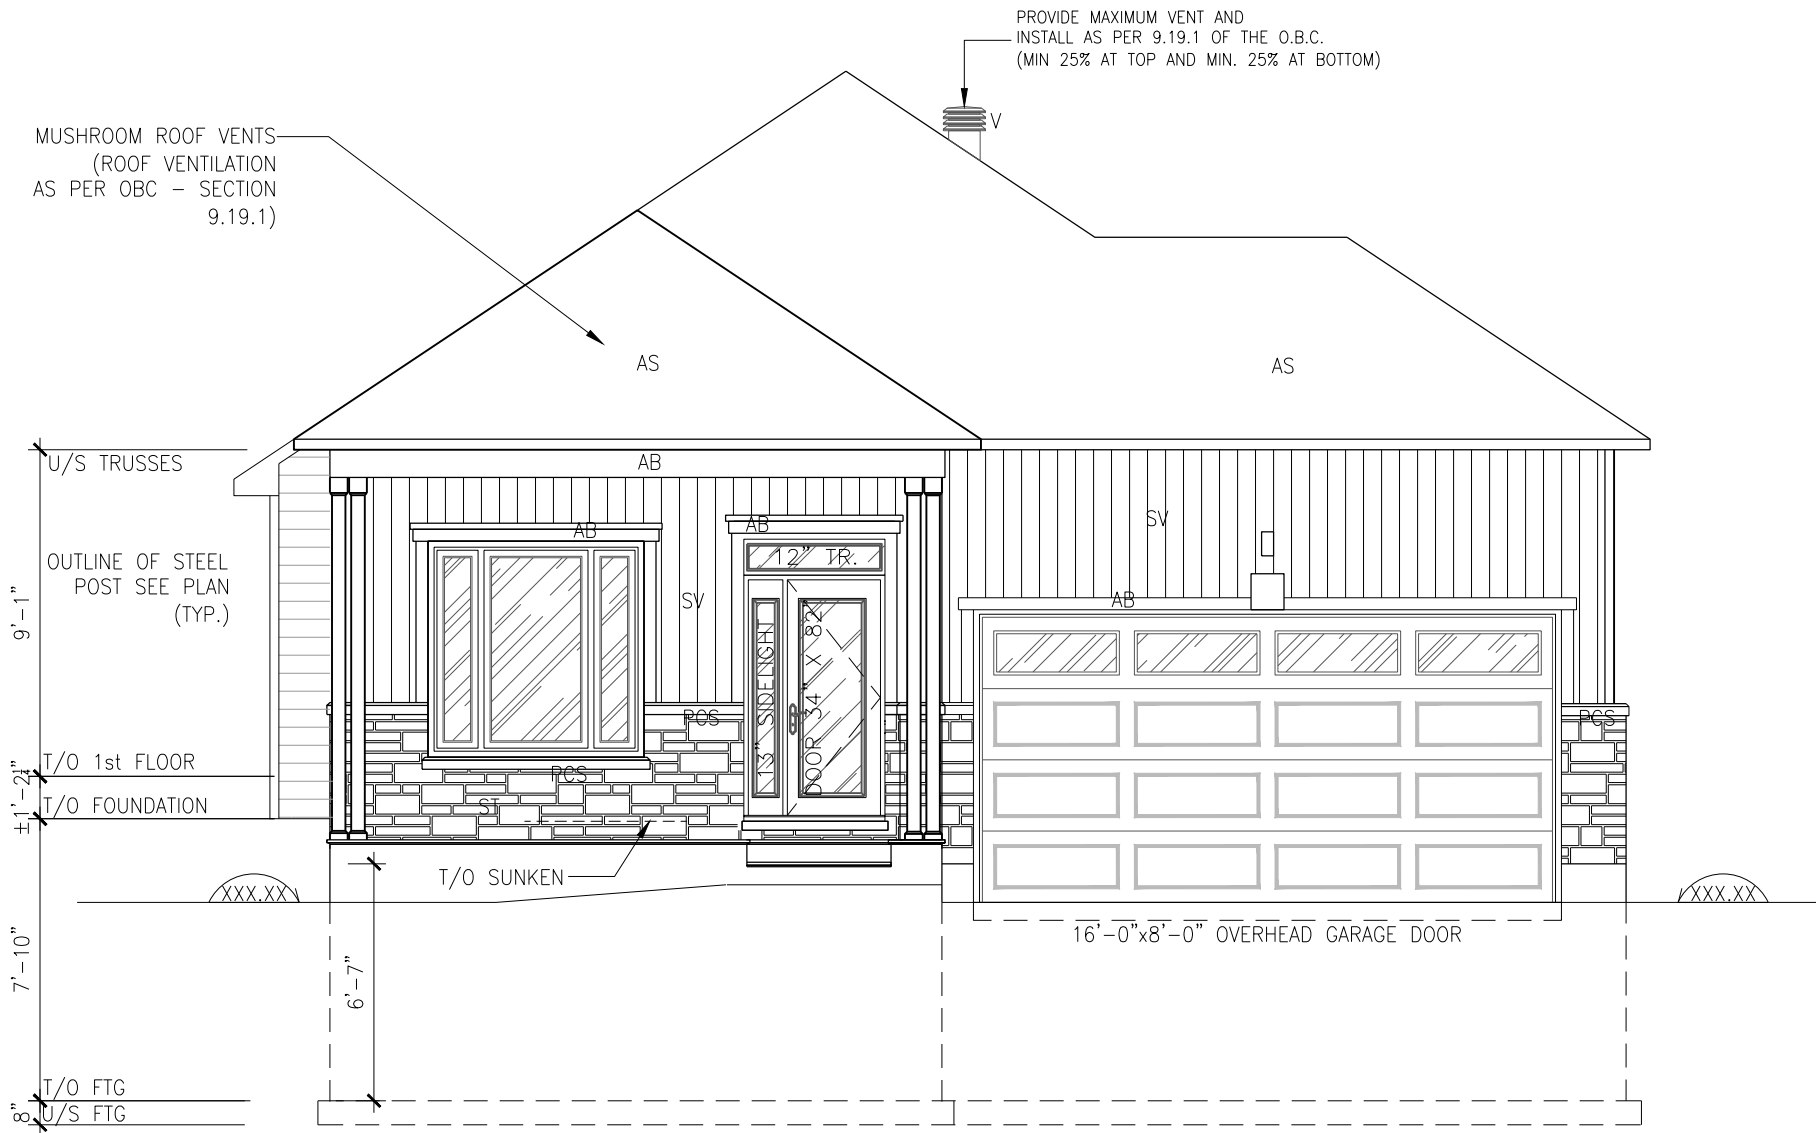 PROVIDE MAXIMUM VENT AND
INSTALL AS PER 9.19.1 OF THE O.B.C.
(MIN 25% AT TOP AND MIN. 25% AT BOTTOM)
V
MUSHROOM ROOF VENTS
(ROOF VENTILATION
AS PER OBC – SECTION
9.19.1)
AS
AS
U/S TRUSSES
AB
SV
AB
AB
12" TR.
OUTLINE OF STEEL
POST SEE PLAN
(TYP.)
9'-1"
SV
AB
13" SIDELIGHT
DOOR 34" X 82"
PCS
PCS
T/O 1st FLOOR
PCS
±1'-2½"
T/O FOUNDATION
ST
T/O SUNKEN
XXX.XX
XXX.XX
16'-0"x8'-0" OVERHEAD GARAGE DOOR
7'-10"
6'-7"
T/O FTG
8"
U/S FTG